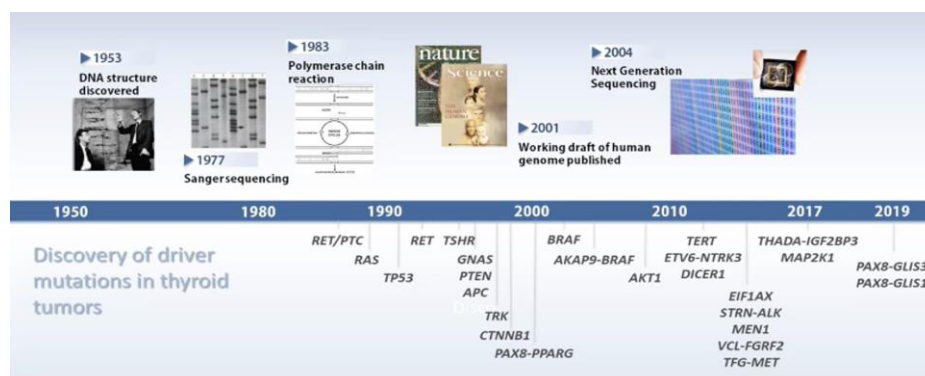 1953
DNA structure
discovered
1977
Sanger sequencing
1983
Polymerase chain
reaction
nature
Science
2001
Working draft of human
genome published
2004
Next Generation
Sequencing
1950 1980 1990 2000 2010 2017 2019
Discovery of driver
mutations in thyroid
tumors
RET/PTC
RAS
TP53
RET
TSHR
GNAS
PTEN
APC
TRK
CTNNB1
PAX8-PPARG
BRAF
AKAP9-BRAF
AKT1
TERT
ETV6-NTRK3
DICER1
EIF1AX
STRN-ALK
MEN1
VCL-FGRF2
TFG-MET
THADA-IGF2BP3
MAP2K1
PAX8-GLIS3
PAX8-GLIS1